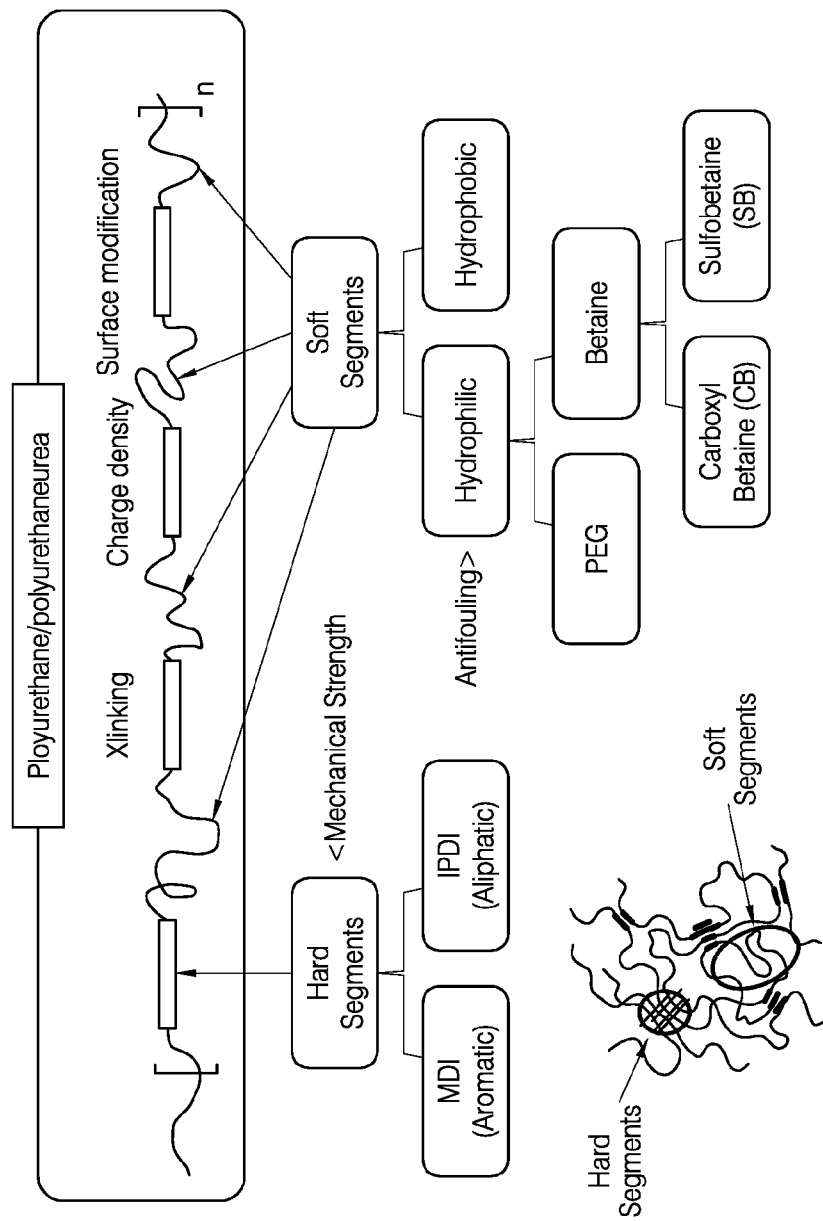 Ployurethane/polyurethaneurea
Xlinking
Charge density
Surface modification
n
Hard
Segments
<Mechanical Strength
Soft
Segments
MDI
(Aromatic)
IPDI
(Aliphatic)
Antifouling>
Hydrophilic
Hydrophobic
PEG
Betaine
Carboxyl
Betaine (CB)
Sulfobetaine
(SB)
Hard
Segments
Soft
Segments